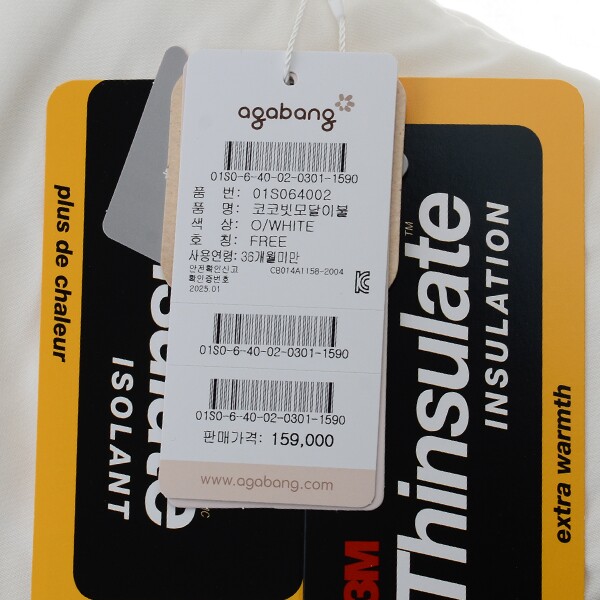 agabang
01S0-6-40-02-0301-1590
품 번: 01S064002
품 명: 코코빗모달이불
색 상: O/WHITE
호 칭: FREE
사용연령: 36개월미만
안전확인신고 CB014A1158-2004
확인증번호
2025.01
01S0-6-40-02-0301-1590
01S0-6-40-02-0301-1590
판매가격: 159,000
www.agabang.com
plus de chaleur
ISOLANT
3M
Thinsulate™
INSULATION
extra warmth